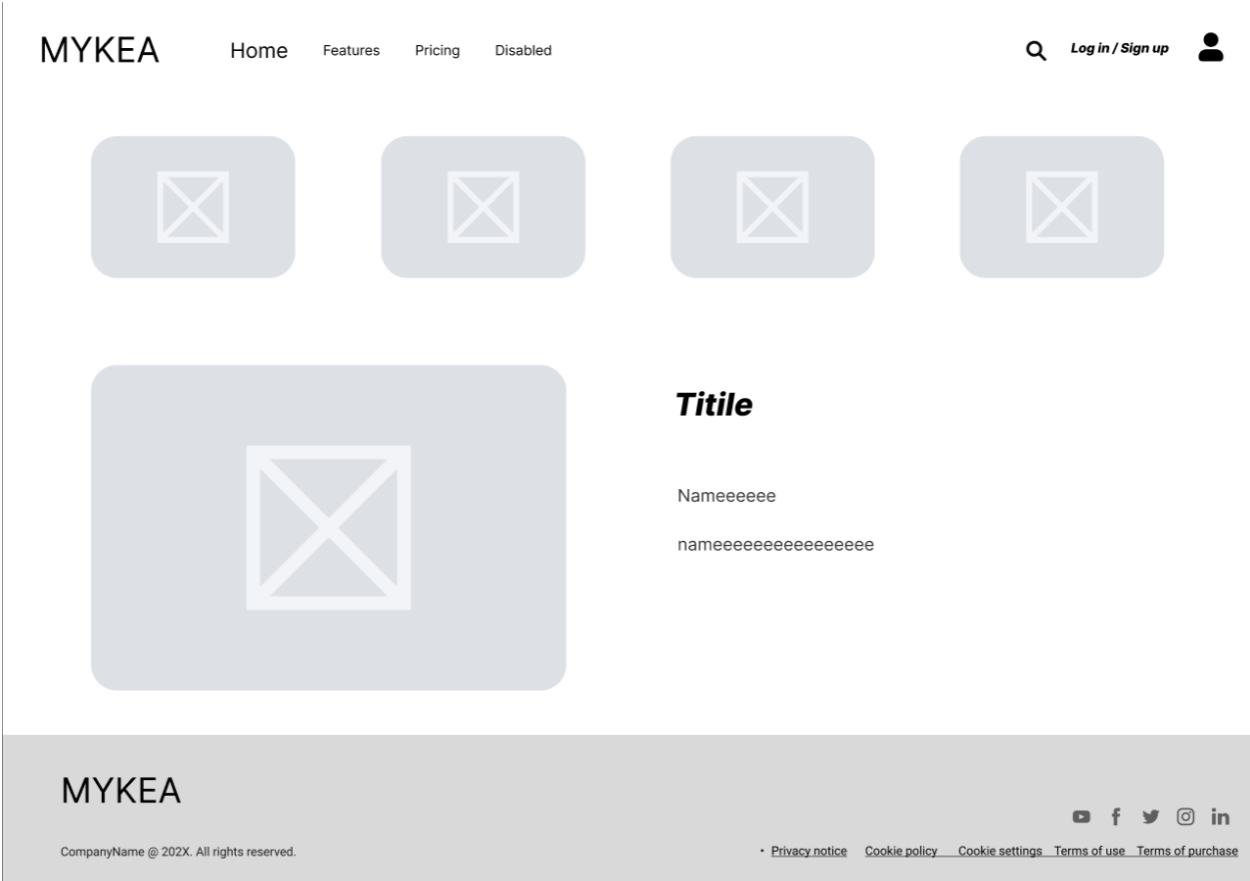 MYKEA Home Features Pricing Disabled Log in / Sign up
Titile
Nameeeeee
nameeeeeeeeeeeeeeee
MYKEA
CompanyName @ 202X. All rights reserved.
· Privacy notice Cookie policy Cookie settings Terms of use Terms of purchase